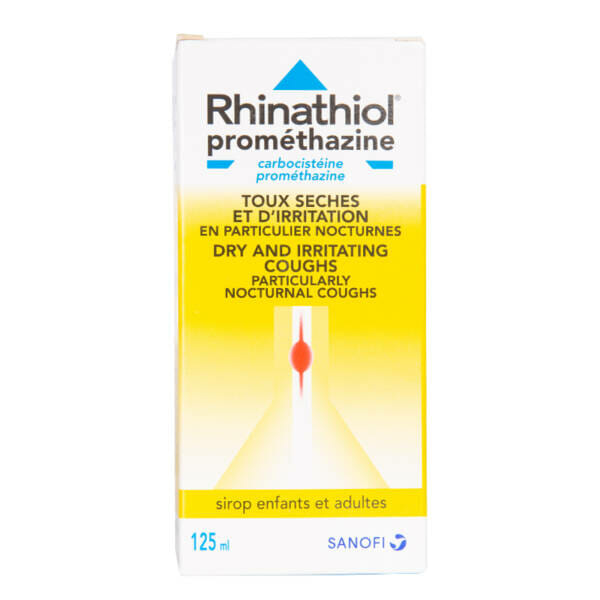 Rhinathiol®
prométhazine
carbocistéine
prométhazine
TOUX SECHES
ET D'IRRITATION
EN PARTICULIER NOCTURNES
DRY AND IRRITATING
COUGHS
PARTICULARLY
NOCTURNAL COUGHS
sirop enfants et adultes
125 ml
SANOFI